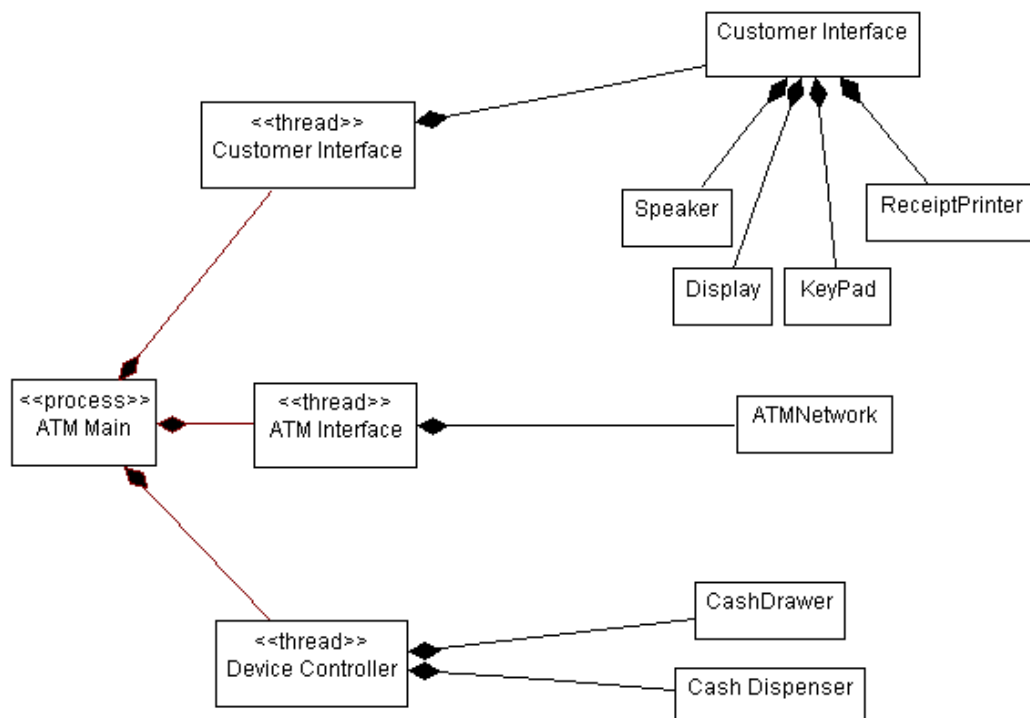 Customer Interface
<<thread>>
Customer Interface
Speaker
ReceiptPrinter
Display
KeyPad
<<process>>
ATM Main
<<thread>>
ATM Interface
ATMNetwork
CashDrawer
<<thread>>
Device Controller
Cash Dispenser